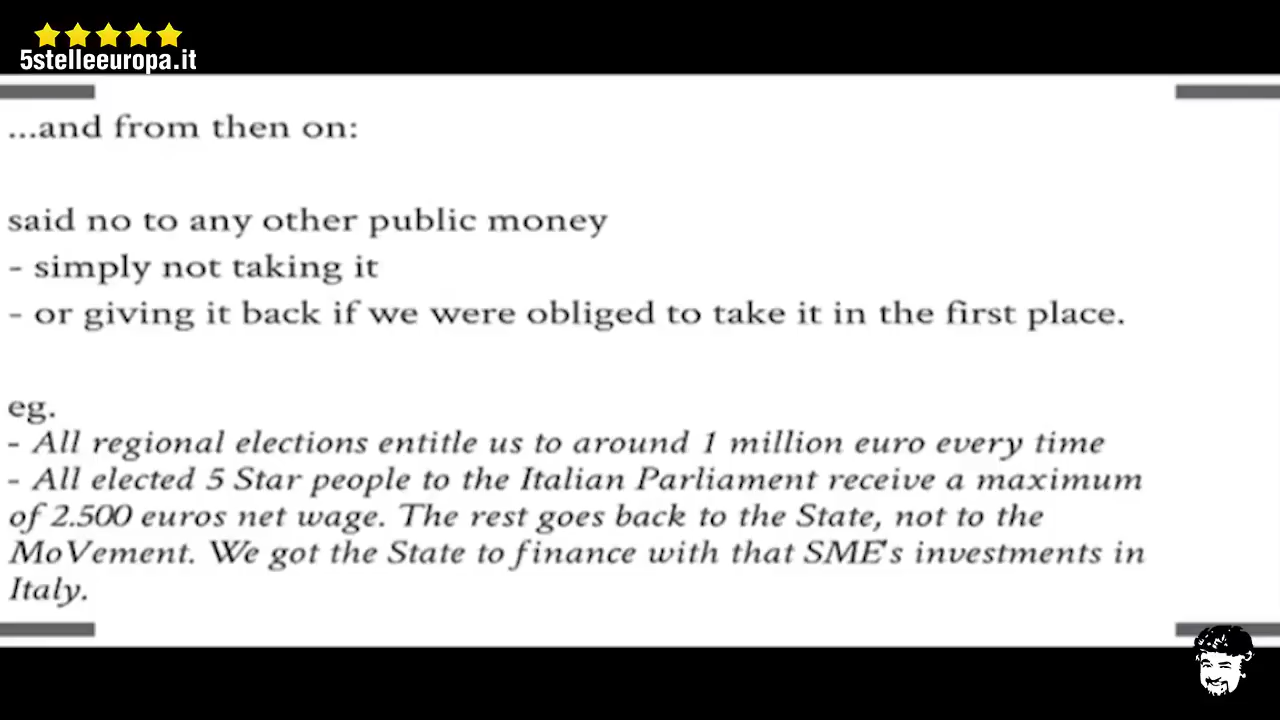 5stelleeuropa.it
...and from then on:
said no to any other public money
- simply not taking it
- or giving it back if we were obliged to take it in the first place.
eg.
- All regional elections entitle us to around 1 million euro every time
- All elected 5 Star people to the Italian Parliament receive a maximum
of 2.500 euros net wage. The rest goes back to the State, not to the
MoVement. We got the State to finance with that SME's investments in
Italy.